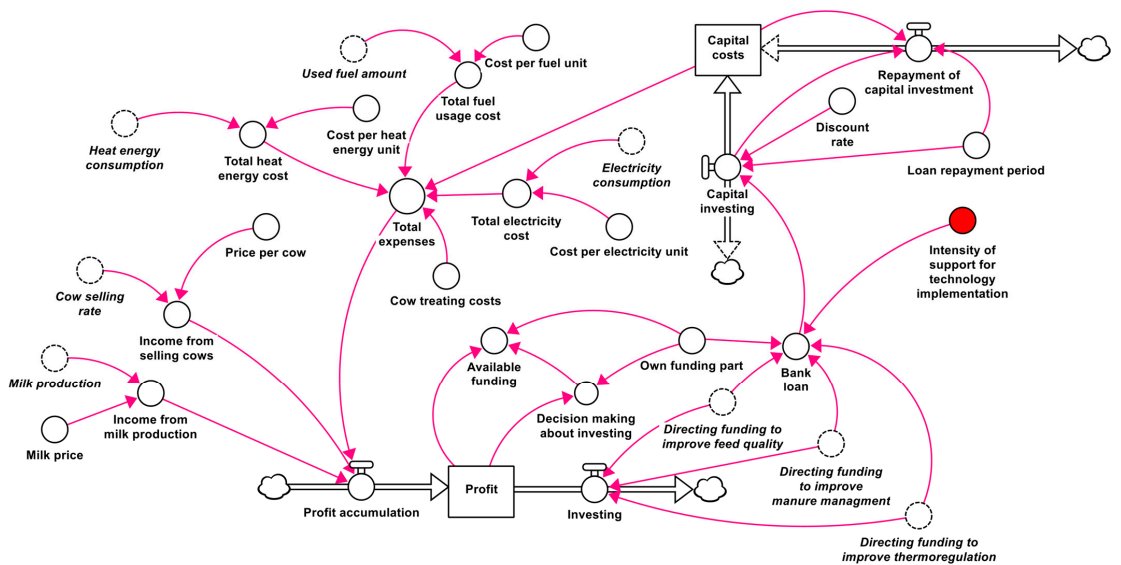 Capital
costs
Used fuel amount
Cost per fuel unit
Repayment of
capital investment
Total fuel
usage cost
Discount
rate
Heat energy
consumption
Cost per heat
energy unit
Total heat
energy cost
Electricity
consumption
Loan repayment period
Capital
investing
Total
expenses
Total electricity
cost
Cost per electricity unit
Price per cow
Intensity of
support for
technology
implementation
Cow selling
rate
Cow treating costs
Income from
selling cows
Milk production
Available
funding
Own funding part
Bank
loan
Income from
milk production
Decision making
about investing
Directing funding to
improve feed quality
Milk price
Directing funding
to improve
manure managment
Profit
Profit accumulation
Investing
Directing funding to
improve thermoregulation